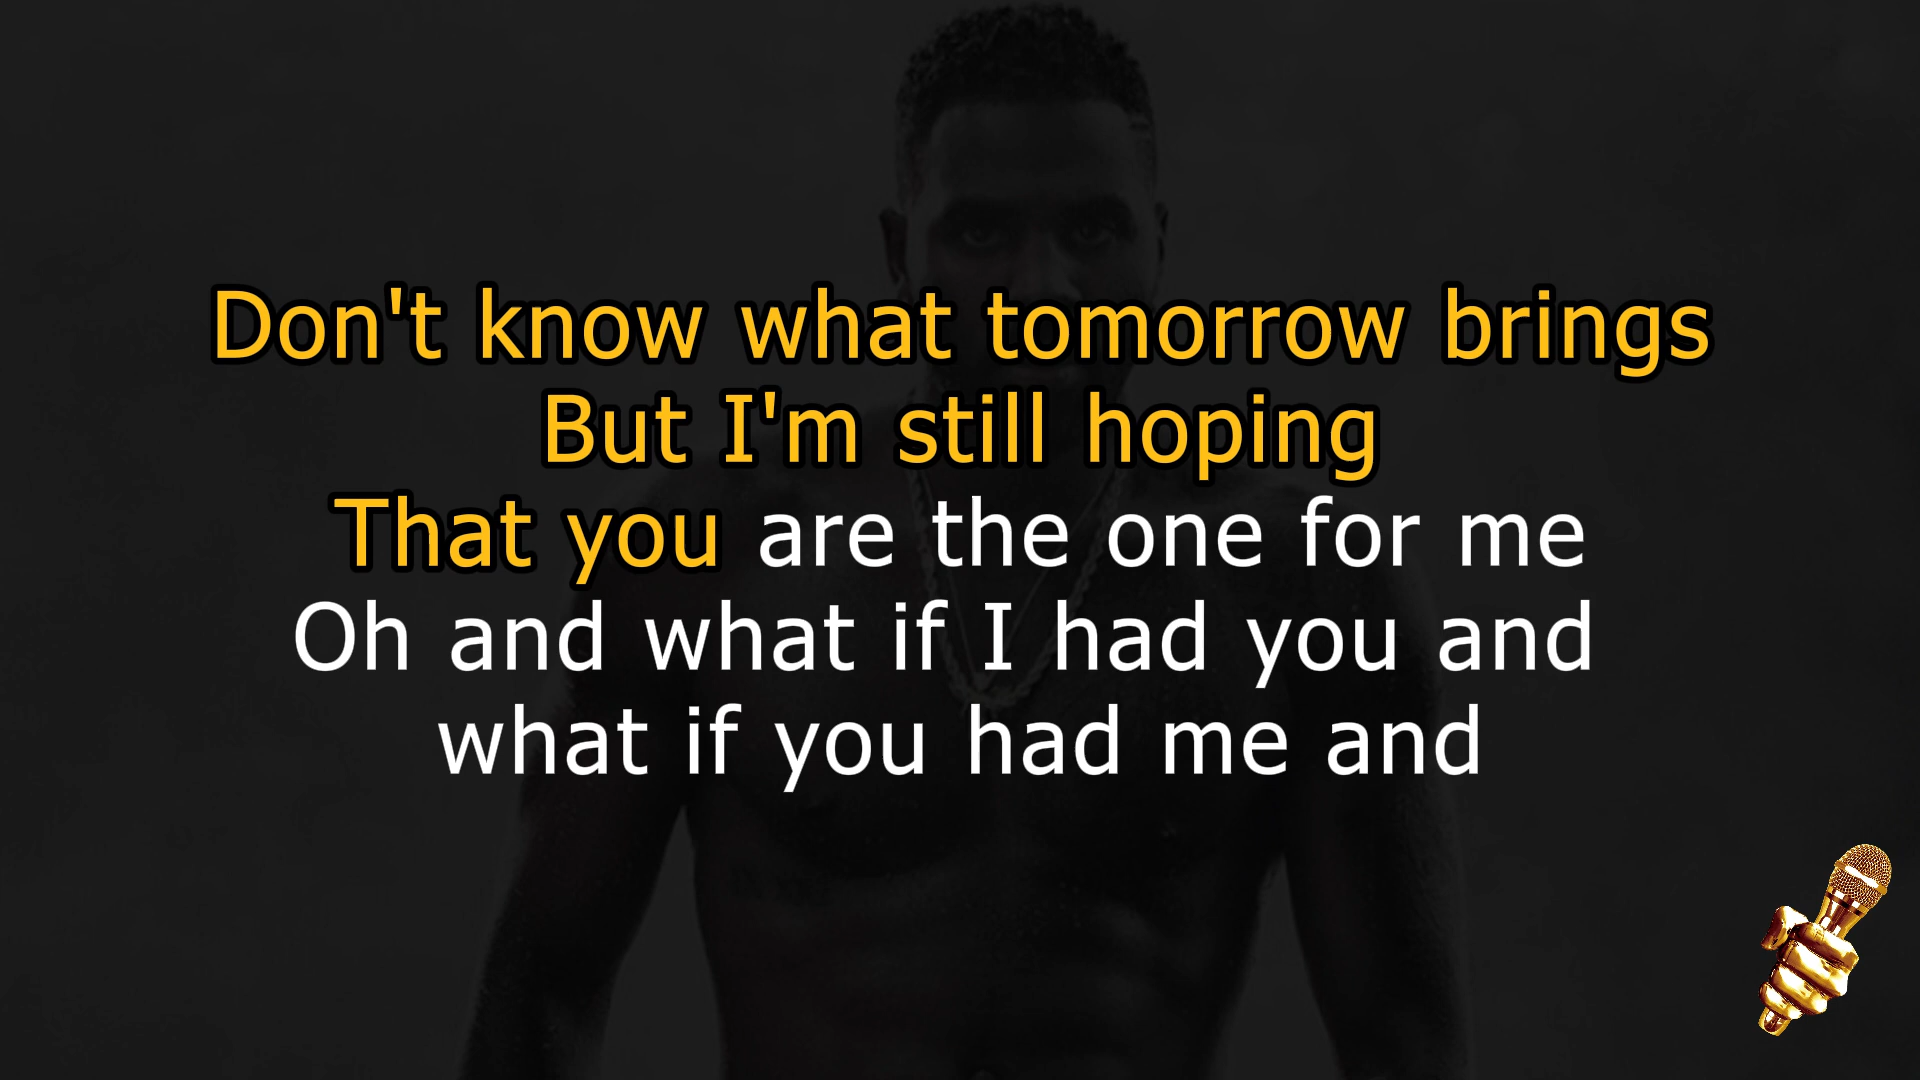 Don't know what tomorrow brings
But I'm still hoping
That you are the one for me
Oh and what if I had you and
what if you had me and